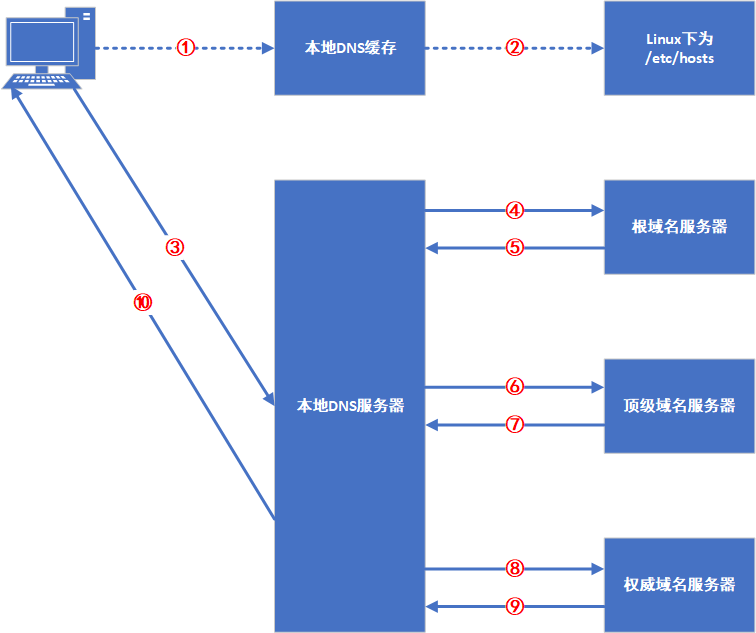 ①
本地DNS缓存
②
Linux下为
/etc/hosts
④
根域名服务器
⑤
③
⑩
⑥
本地DNS服务器
顶级域名服务器
⑦
⑧
权威域名服务器
⑨